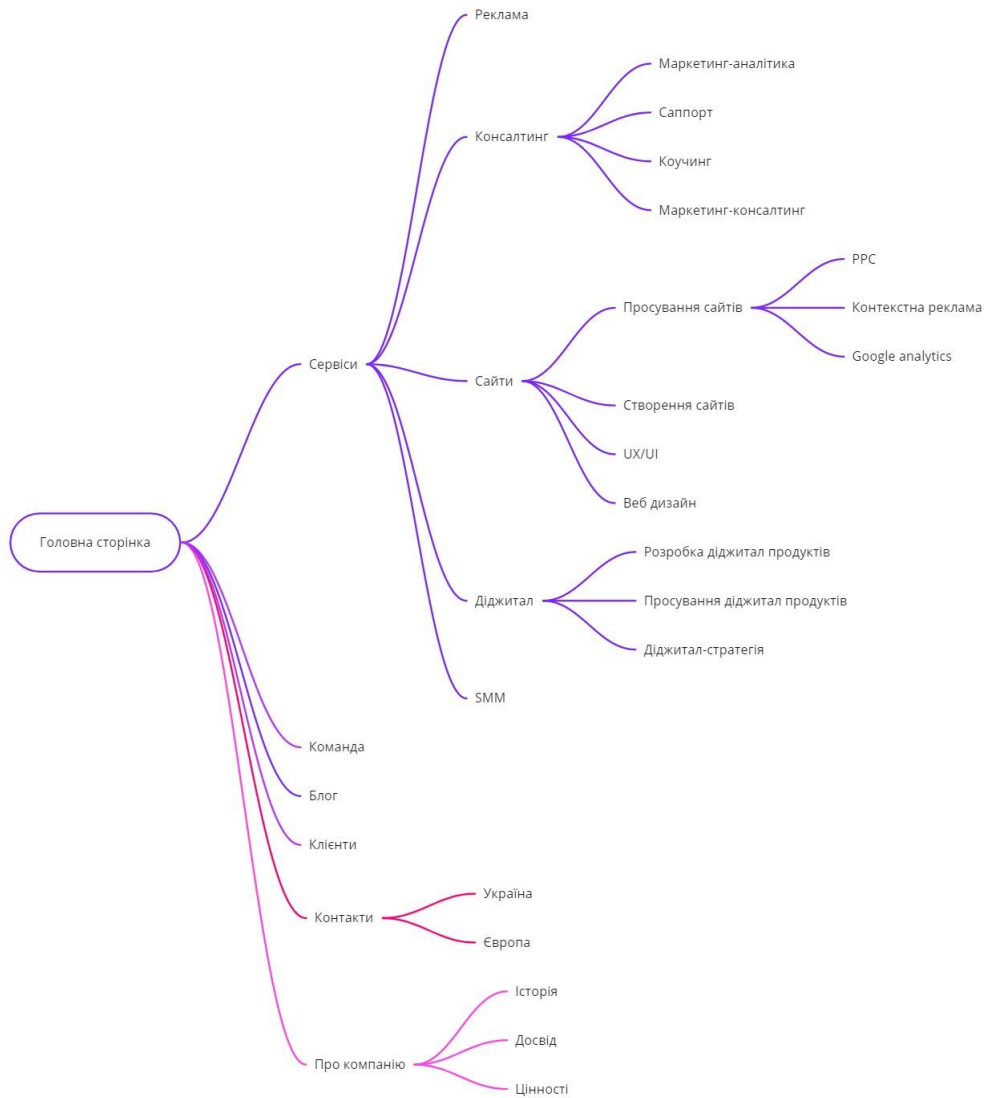 Реклама
Маркетинг-аналітика
Саппорт
Консалтинг
Коучинг
Маркетинг-консалтинг
PPC
Просування сайтів
Контекстна реклама
Google analytics
Сервіси
Сайти
Створення сайтів
UX/UI
Веб дизайн
Головна сторінка
Розробка діджитал продуктів
Діджитал
Просування діджитал продуктів
Діджитал-стратегія
SMM
Команда
Блог
Клієнти
Україна
Контакти
Європа
Історія
Досвід
Про компанію
Цінності